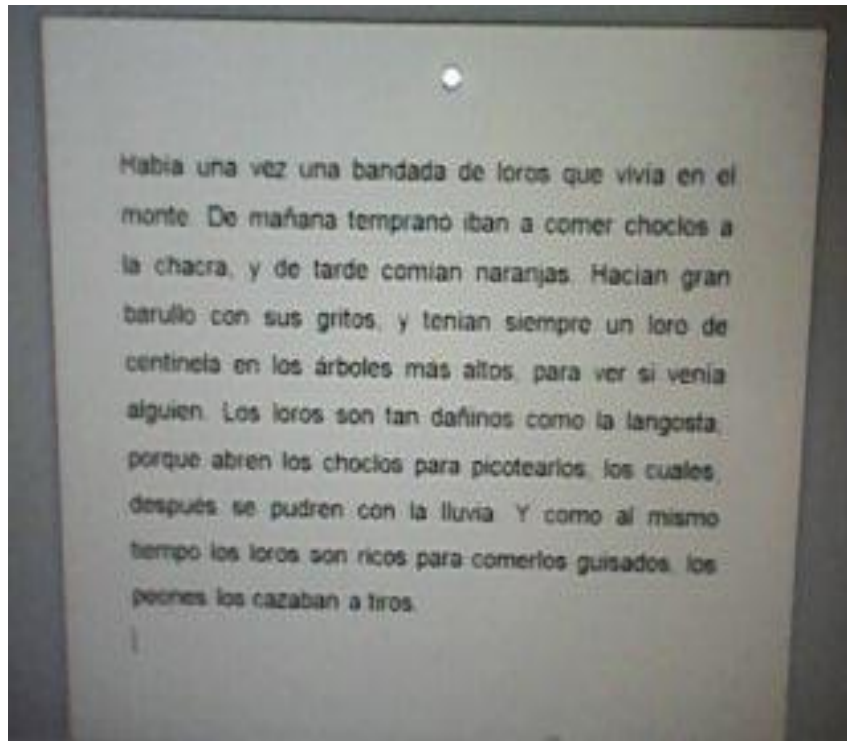 Había una vez una bandada de loros que vivía en el
monte. De mañana temprano iban a comer choclos a
la chacra, y de tarde comían naranjas. Hacían gran
barullo con sus gritos, y tenían siempre un loro de
centinela en los árboles más altos, para ver si venía
alguien. Los loros son tan dañinos como la langosta,
porque abren los choclos para picotearlos, los cuales,
después se pudren con la lluvia. Y como al mismo
tiempo los loros son ricos para comerlos guisados, los
peones los cazaban a tiros.